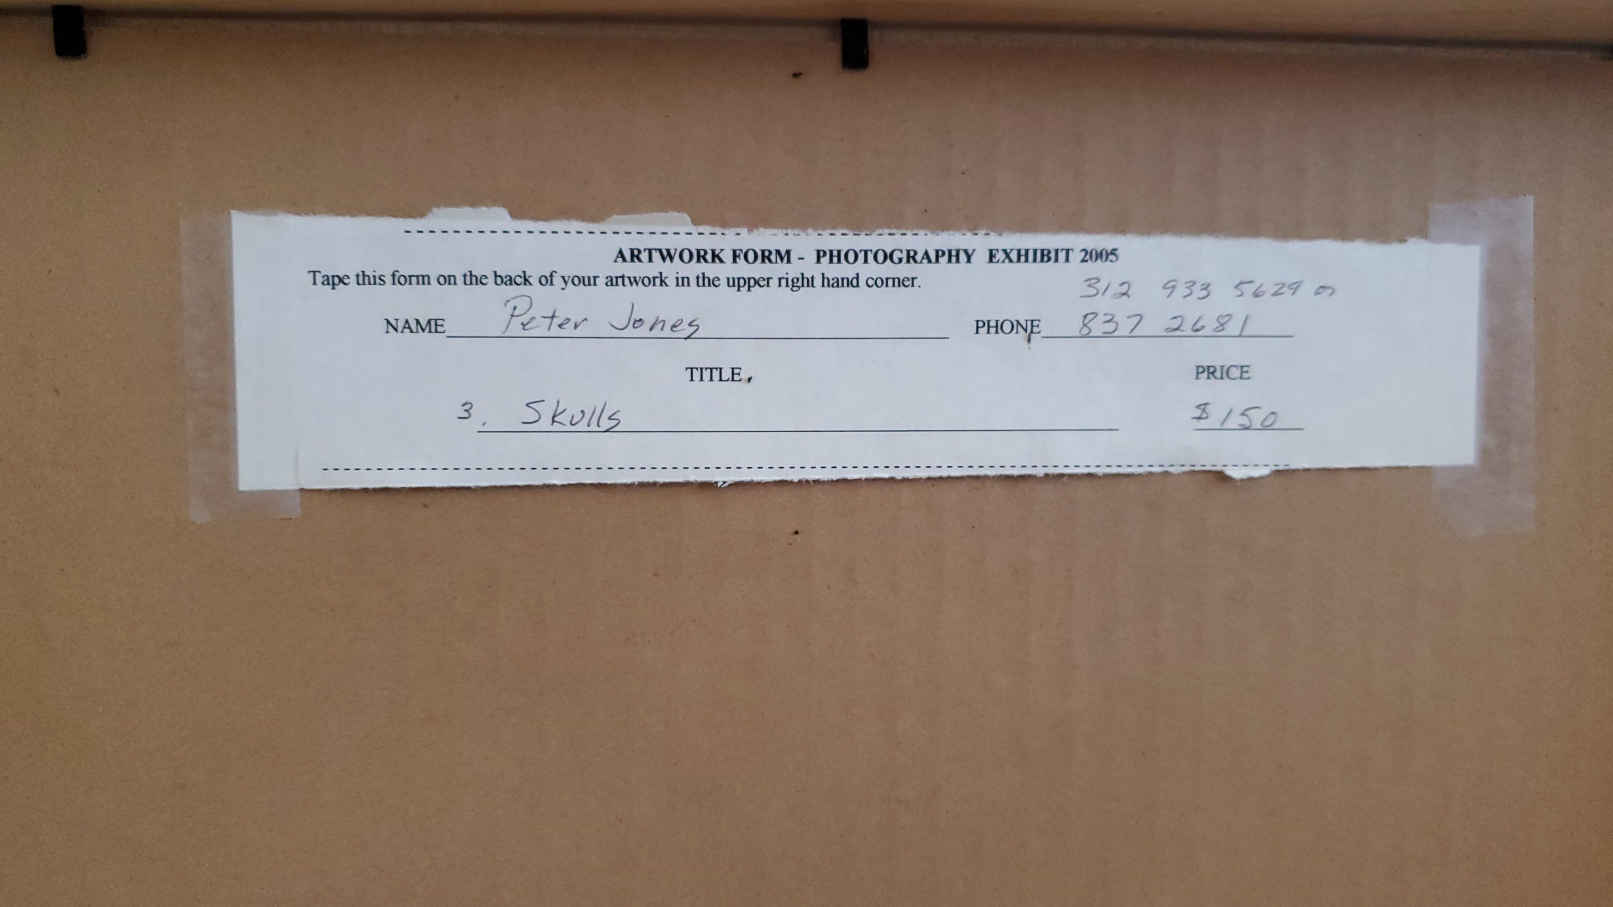 ARTWORK FORM - PHOTOGRAPHY EXHIBIT 2005
Tape this form on the back of your artwork in the upper right hand corner.
312 933 5629 or
NAME Peter Jones PHONE 837 2681
TITLE PRICE
3. Skulls $150